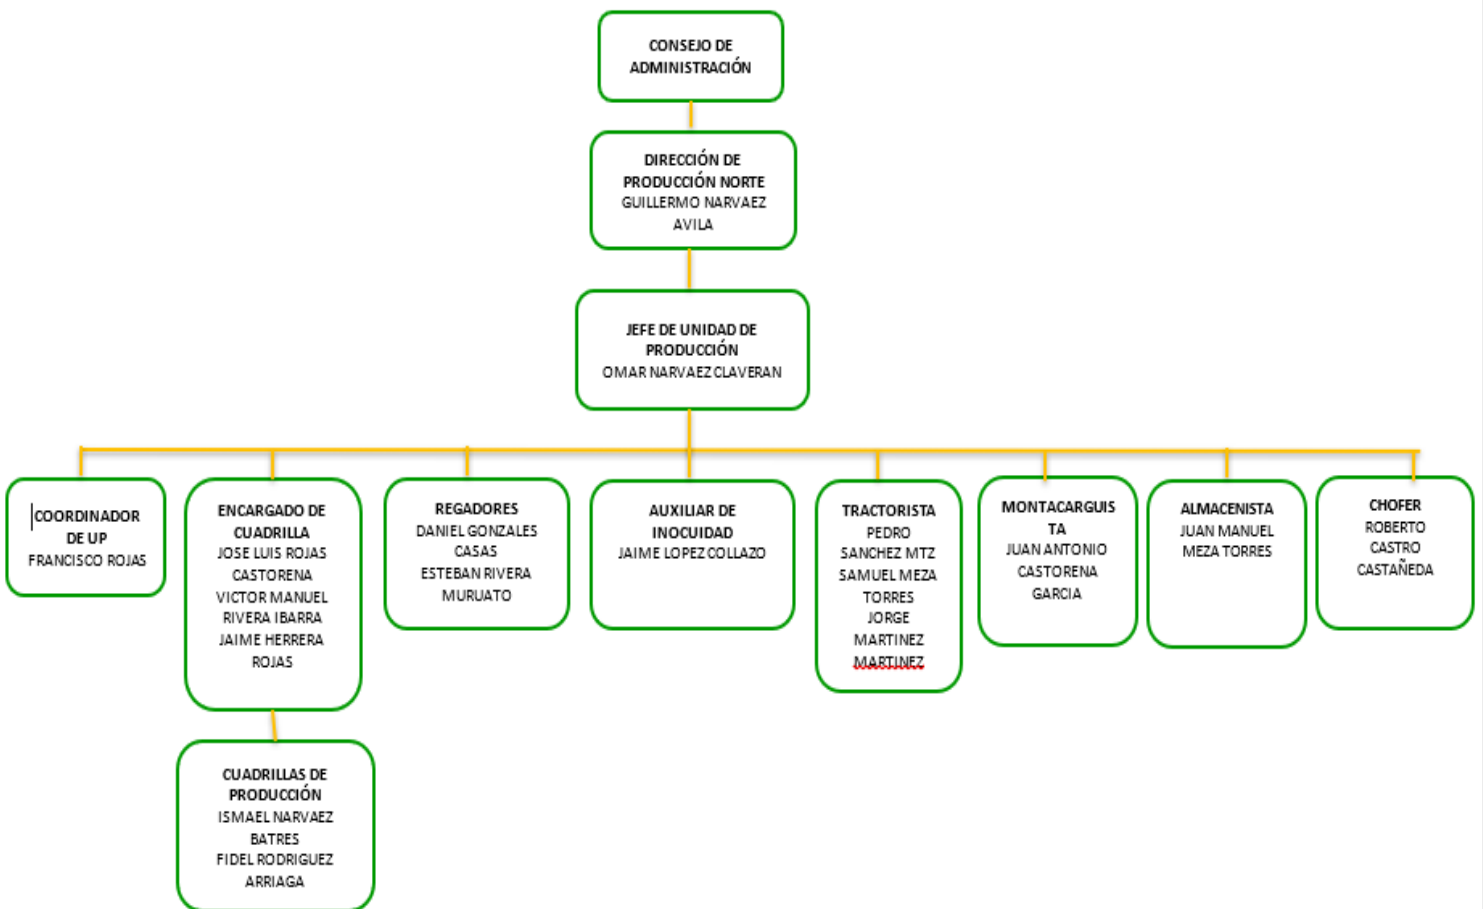 CONSEJO DE
ADMINISTRACIÓN
DIRECCIÓN DE
PRODUCCIÓN NORTE
GUILLERMO NARVAEZ
AVILA
JEFE DE UNIDAD DE
PRODUCCIÓN
OMAR NARVAEZ CLAVERAN
COORDINADOR
DE UP
FRANCISCO ROJAS
ENCARGADO DE
CUADRILLA
JOSE LUIS ROJAS
CASTORENA
VICTOR MANUEL
RIVERA IBARRA
JAIME HERRERA
ROJAS
REGADORES
DANIEL GONZALES
CASAS
ESTEBAN RIVERA
MURUATO
AUXILIAR DE
INOCUIDAD
JAIME LOPEZ COLLAZO
TRACTORISTA
PEDRO
SANCHEZ MTZ
SAMUEL MEZA
TORRES
JORGE
MARTINEZ
MARTINEZ
MONTACARGUIS
TA
JUAN ANTONIO
CASTORENA
GARCIA
ALMACENISTA
JUAN MANUEL
MEZA TORRES
CHOFER
ROBERTO
CASTRO
CASTAÑEDA
CUADRILLAS DE
PRODUCCIÓN
ISMAEL NARVAEZ
BATRES
FIDEL RODRIGUEZ
ARRIAGA